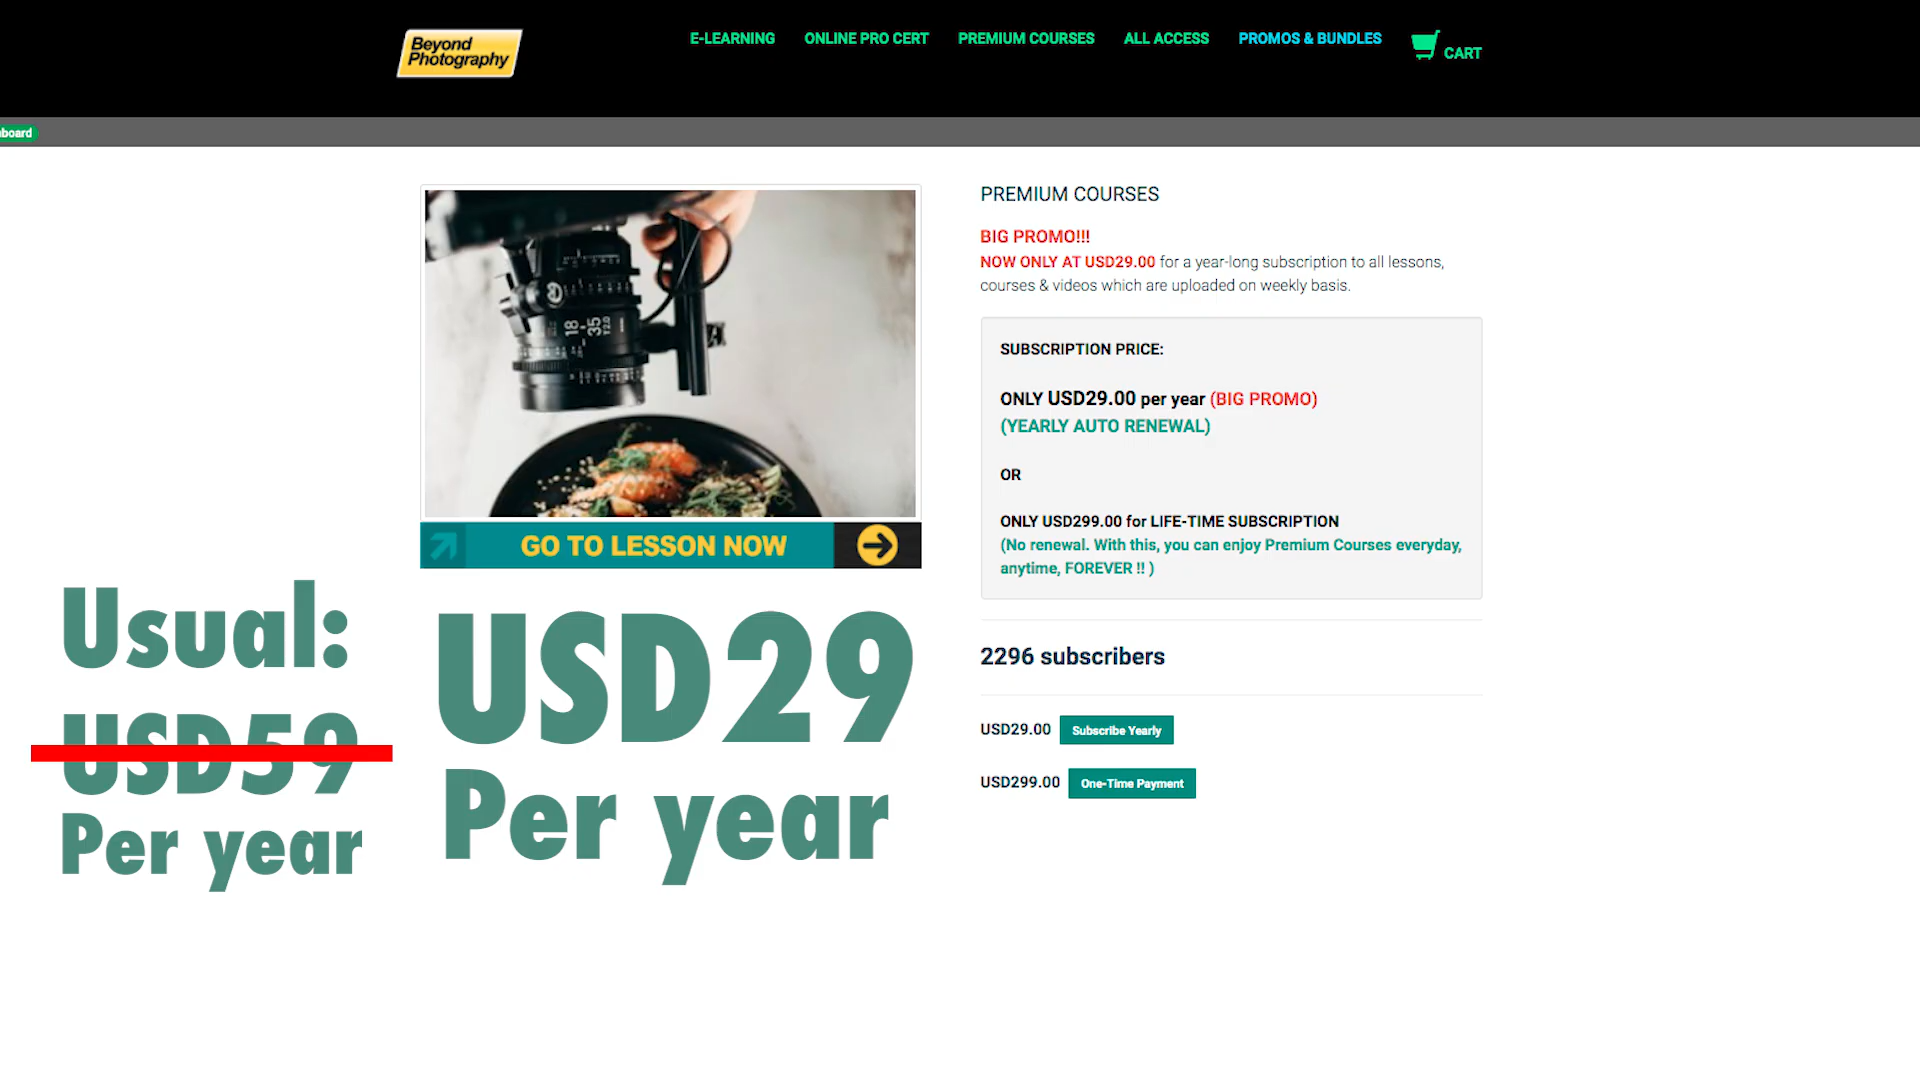 Beyond
Photography
E-LEARNING
ONLINE PRO CERT
PREMIUM COURSES
ALL ACCESS
PROMOS & BUNDLES
CART
board
18 35
T2.0
GO TO LESSON NOW
Usual:
USD59
Per year
USD29
Per year
PREMIUM COURSES
BIG PROMO!!!
NOW ONLY AT USD29.00 for a year-long subscription to all lessons,
courses & videos which are uploaded on weekly basis.
SUBSCRIPTION PRICE:
ONLY USD29.00 per year (BIG PROMO)
(YEARLY AUTO RENEWAL)
OR
ONLY USD299.00 for LIFE-TIME SUBSCRIPTION
(No renewal. With this, you can enjoy Premium Courses everyday,
anytime, FOREVER !! )
2296 subscribers
USD29.00 Subscribe Yearly
USD299.00 One-Time Payment